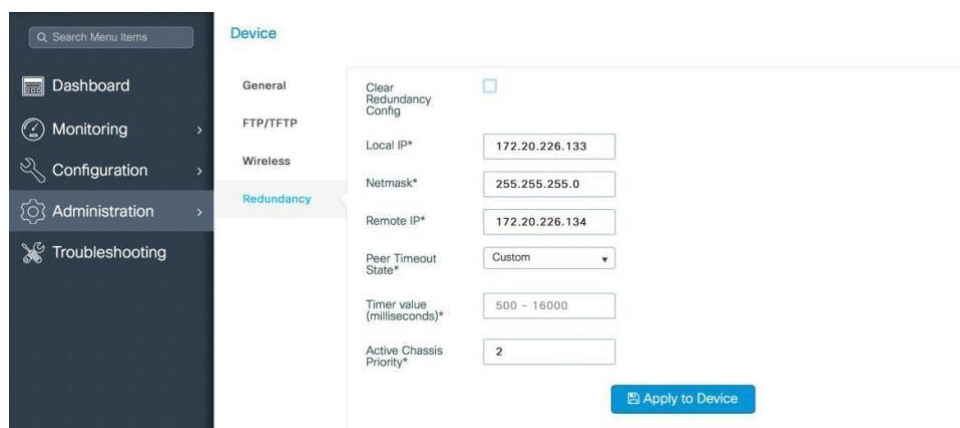 Search Menu Items
Device
Dashboard
Monitoring
Configuration
Administration
Troubleshooting
General
FTP/TFTP
Wireless
Redundancy
Clear
Redundancy
Config
Local IP*
172.20.226.133
Netmask*
255.255.255.0
Remote IP*
172.20.226.134
Peer Timeout
State*
Custom
Timer value
(milliseconds)*
500 - 16000
Active Chassis
Priority*
2
Apply to Device